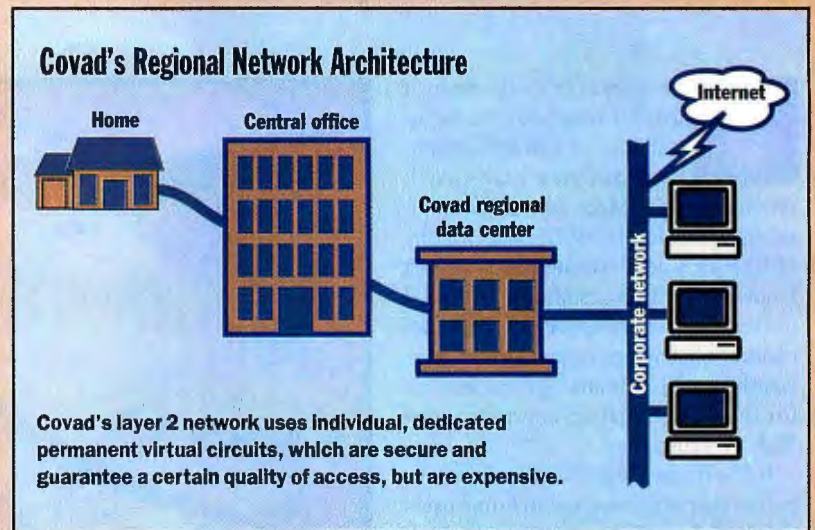 Covad's Regional Network Architecture
Internet
Home
Central office
Covad regional
data center
Corporate network
Covad's layer 2 network uses individual, dedicated
permanent virtual circuits, which are secure and
guarantee a certain quality of access, but are expensive.